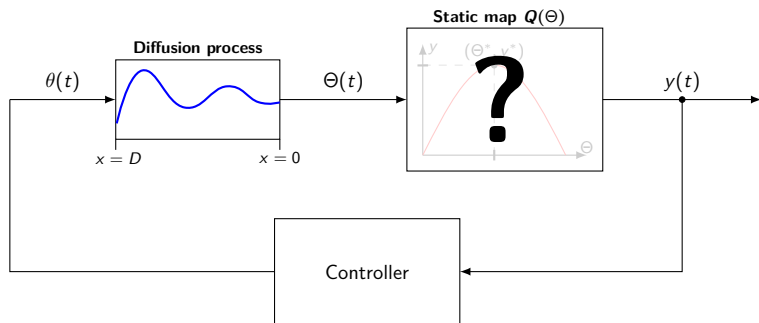 Static map Q(Θ)
Diffusion process
θ(t)
Θ(t)
y(t)
y
(Θ*, y*)
?
Θ
x = D
x = 0
Controller